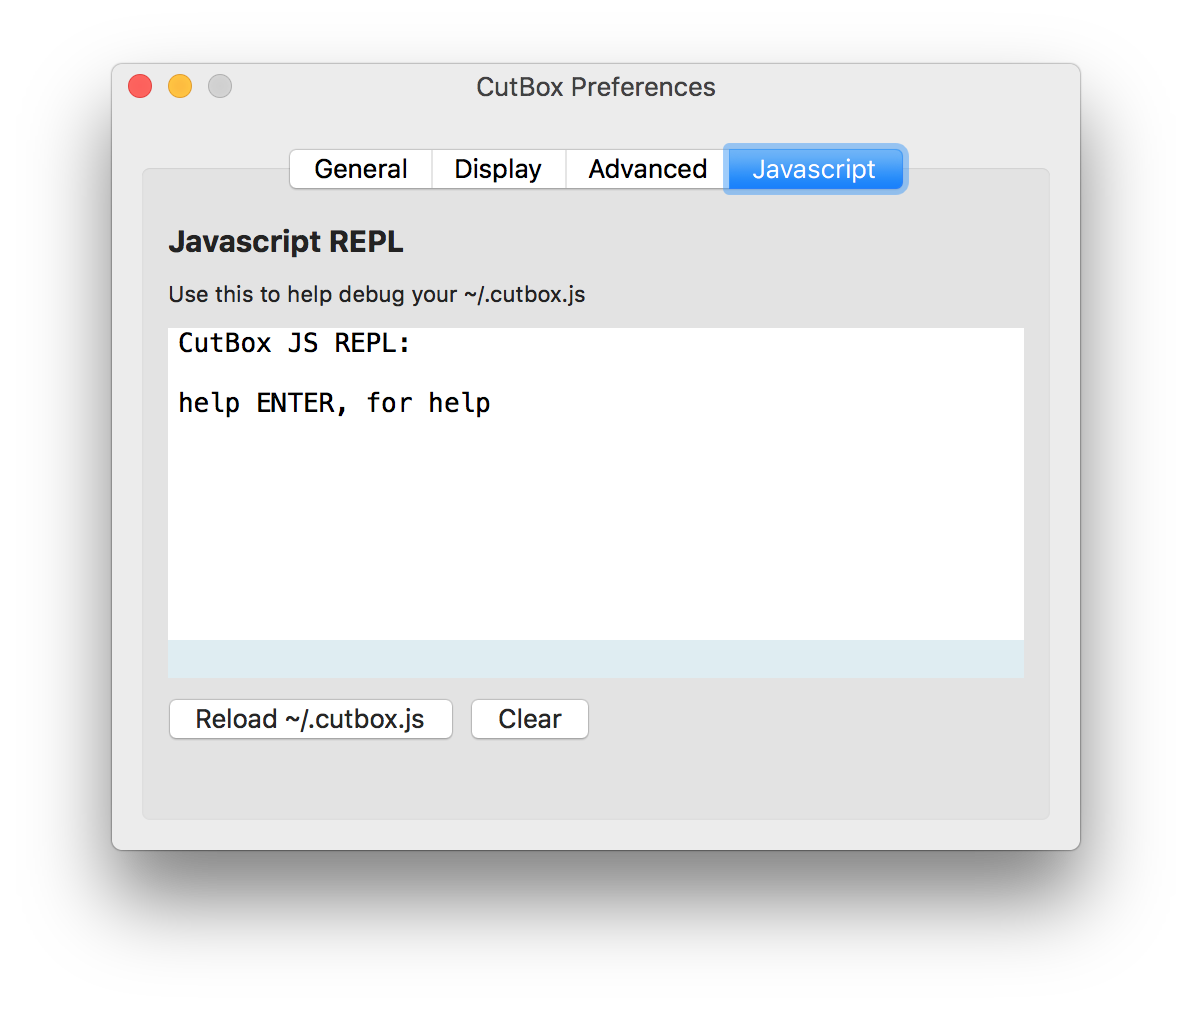 CutBox Preferences
General Display Advanced Javascript
Javascript REPL
Use this to help debug your ~/.cutbox.js
CutBox JS REPL:
help ENTER, for help
Reload ~/.cutbox.js Clear